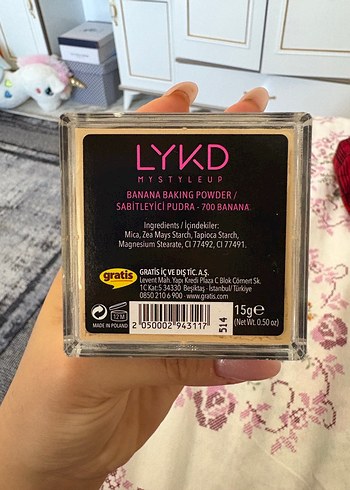 LYKD
MYSTYLEUP
BANANA BAKING POWDER /
SABİTLEYİCİ PUDRA - 700 BANANA.
Ingredients / İçindekiler:
Mica, Zea Mays Starch, Tapioca Starch,
Magnesium Stearate, CI 77492, CI 77491.
gratis
GRATİS İÇ VE DIŞ TİC. A.Ş.
Levent Mah. Yapı Kredi Plaza C Blok Cömert Sk.
1C Kat:5 34330 Beşiktaş - İstanbul/Türkiye
0850 210 6 900 - www.gratis.com
12 M
MADE IN POLAND
2 050002 943117
514
15g e
(Net Wt. 0.50 oz)